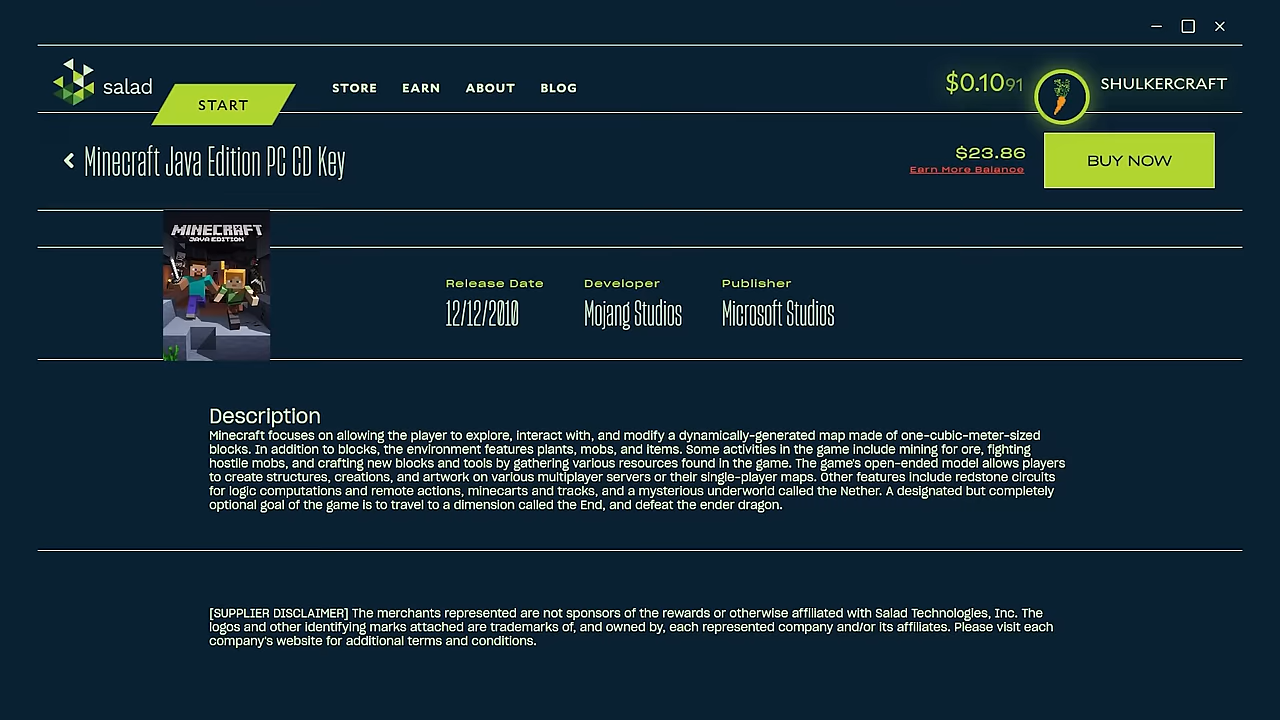 salad
START
STORE
EARN
ABOUT
BLOG
$0.1091
SHULKERCRAFT
Minecraft Java Edition PC CD Key
$23.86
Earn More Balance
BUY NOW
MINECRAFT
JAVA EDITION
Release Date
12/12/2010
Developer
Mojang Studios
Publisher
Microsoft Studios
Description
Minecraft focuses on allowing the player to explore, interact with, and modify a dynamically-generated map made of one-cubic-meter-sized
blocks. In addition to blocks, the environment features plants, mobs, and items. Some activities in the game include mining for ore, fighting
hostile mobs, and crafting new blocks and tools by gathering various resources found in the game. The game's open-ended model allows players
to create structures, creations, and artwork on various multiplayer servers or their single-player maps. Other features include redstone circuits
for logic computations and remote actions, minecarts and tracks, and a mysterious underworld called the Nether. A designated but completely
optional goal of the game is to travel to a dimension called the End, and defeat the ender dragon.
[SUPPLIER DISCLAIMER] The merchants represented are not sponsors of the rewards or otherwise affiliated with Salad Technologies, Inc. The
logos and other identifying marks attached are trademarks of, and owned by, each represented company and/or its affiliates. Please visit each
company's website for additional terms and conditions.